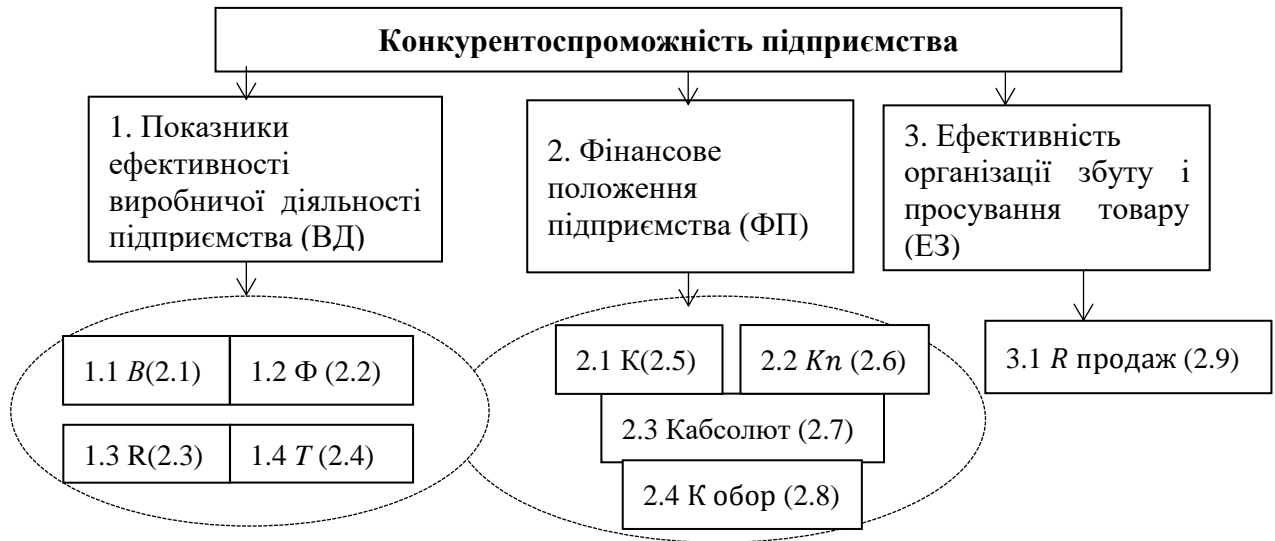 Конкурентоспроможність підприємства
1. Показники
ефективності
виробничої діяльності
підприємства (ВД)
2. Фінансове
положення
підприємства (ФП)
3. Ефективність
організації збуту і
просування товару
(ЕЗ)
1.1 B(2.1)
1.2 Ф (2.2)
1.3 R(2.3)
1.4 T (2.4)
2.1 К(2.5)
2.2 Kn (2.6)
2.3 Кабсолют (2.7)
2.4 К обор (2.8)
3.1 R продаж (2.9)